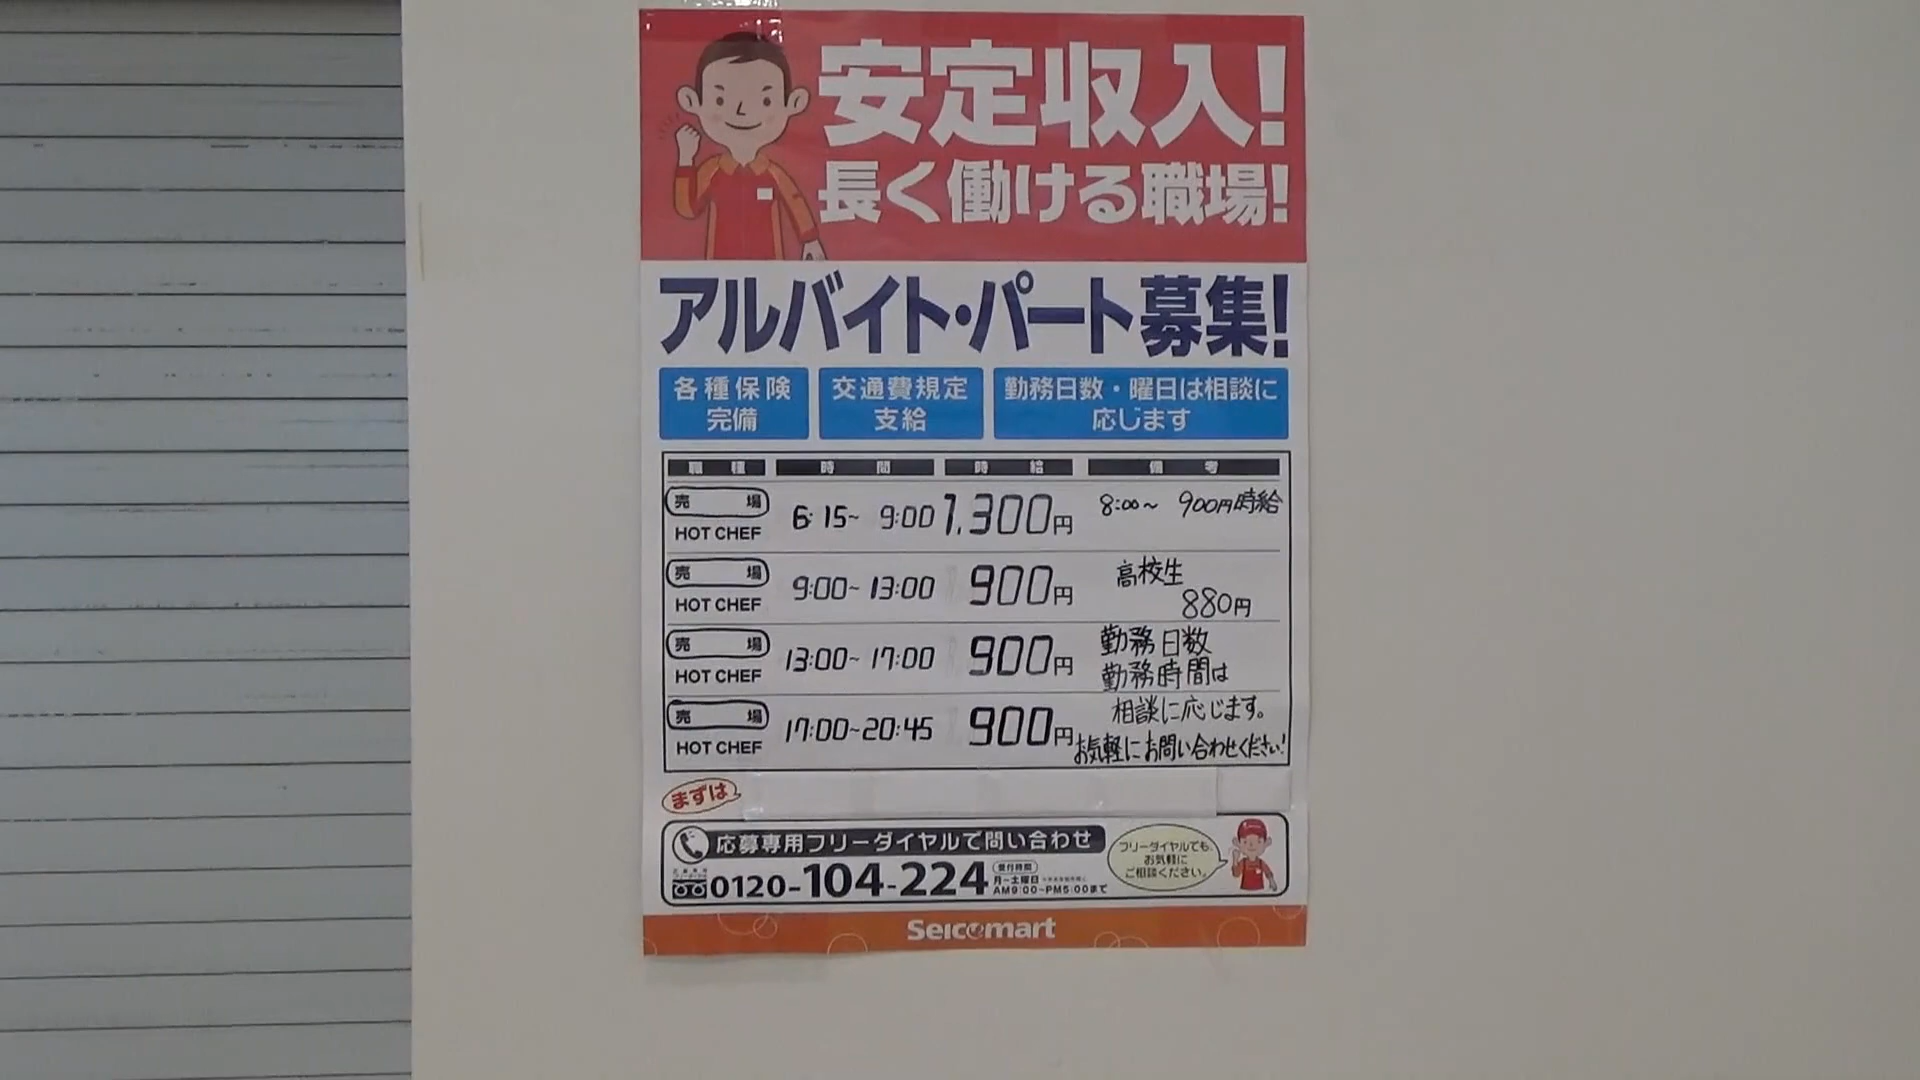 安定収入!
長く働ける職場!
アルバイト・パート募集!
各種保険
完備
交通費規定
支給
勤務日数・曜日は相談に
応じます
職種 時間 時給 備考
売場 6:15~ 9:00 1,300円 8:00~ 900円時給
HOT CHEF
売場 9:00~13:00 900円 高校生
HOT CHEF 880円
売場 13:00~17:00 900円 勤務日数
HOT CHEF 勤務時間は
売場 17:00~20:45 900円 相談に応じます。
HOT CHEF お気軽にお問い合わせください!
まずは
応募専用フリーダイヤルで問い合わせ
0120-104-224
受付時間
月~土曜日
AM9:00~PM5:00まで
フリーダイヤルでも、
お気軽に
ご相談ください。
Seicomart